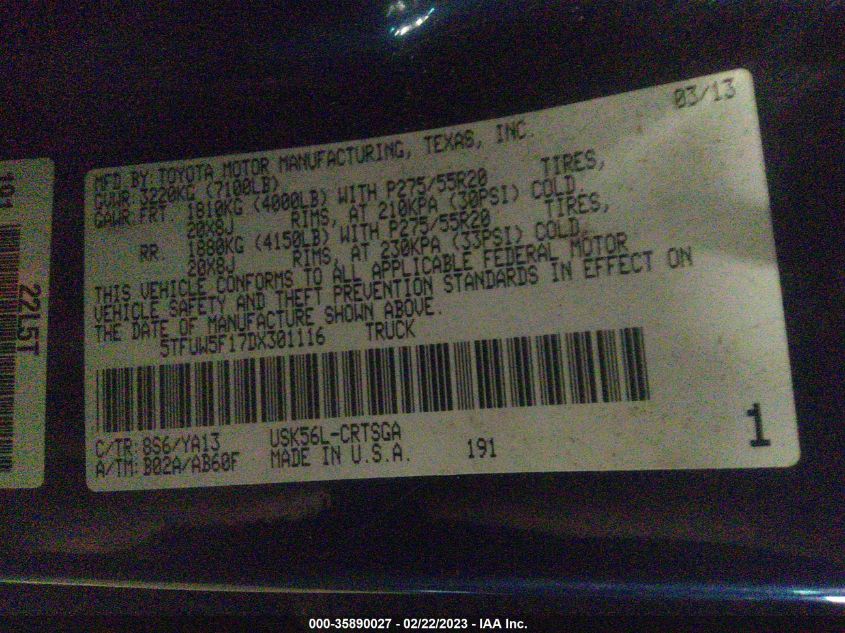 03/13
MFD BY: TOYOTA MOTOR MANUFACTURING, TEXAS, INC.
GVWR 3220KG (7100LB)
GAWR FRT 1810KG (4000LB) WITH P275/55R20 TIRES,
20X8J RIMS, AT 210KPA (30PSI) COLD.
RR 1880KG (4150LB) WITH P275/55R20 TIRES,
20X8J RIMS, AT 230KPA (33PSI) COLD.
THIS VEHICLE CONFORMS TO ALL APPLICABLE FEDERAL MOTOR
VEHICLE SAFETY AND THEFT PREVENTION STANDARDS IN EFFECT ON
THE DATE OF MANUFACTURE SHOWN ABOVE.
5TFUW5F17DX301116 TRUCK
C/TR: 8S6/YA13 USK56L-CRTSGA
A/TM: B02A/AB60F MADE IN U.S.A. 191
1
22L5T
000-35890027 - 02/22/2023 - IAA Inc.